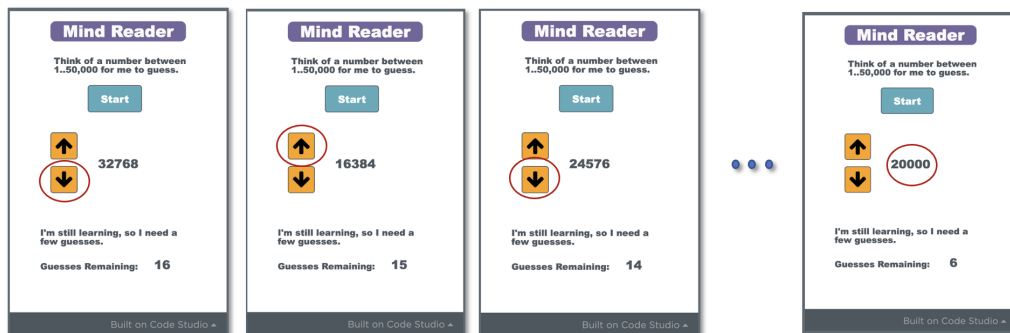 Mind Reader
Think of a number between
1..50,000 for me to guess.
Start
32768
I'm still learning, so I need a
few guesses.
Guesses Remaining: 16
Built on Code Studio
Mind Reader
Think of a number between
1..50,000 for me to guess.
Start
16384
I'm still learning, so I need a
few guesses.
Guesses Remaining: 15
Built on Code Studio
Mind Reader
Think of a number between
1..50,000 for me to guess.
Start
24576
I'm still learning, so I need a
few guesses.
Guesses Remaining: 14
Built on Code Studio
Mind Reader
Think of a number between
1..50,000 for me to guess.
Start
20000
I'm still learning, so I need a
few guesses.
Guesses Remaining: 6
Built on Code Studio